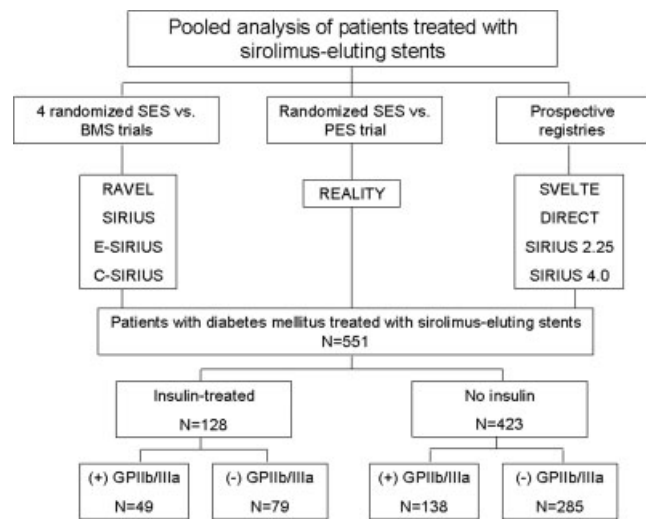 Pooled analysis of patients treated with
sirolimus-eluting stents
4 randomized SES vs.
BMS trials
Randomized SES vs.
PES trial
Prospective
registries
RAVEL
SIRIUS
E-SIRIUS
C-SIRIUS
REALITY
SVELTE
DIRECT
SIRIUS 2.25
SIRIUS 4.0
Patients with diabetes mellitus treated with sirolimus-eluting stents
N=551
Insulin-treated
N=128
No insulin
N=423
(+) GPIIb/IIIa
N=49
(-) GPIIb/IIIa
N=79
(+) GPIIb/IIIa
N=138
(-) GPIIb/IIIa
N=285